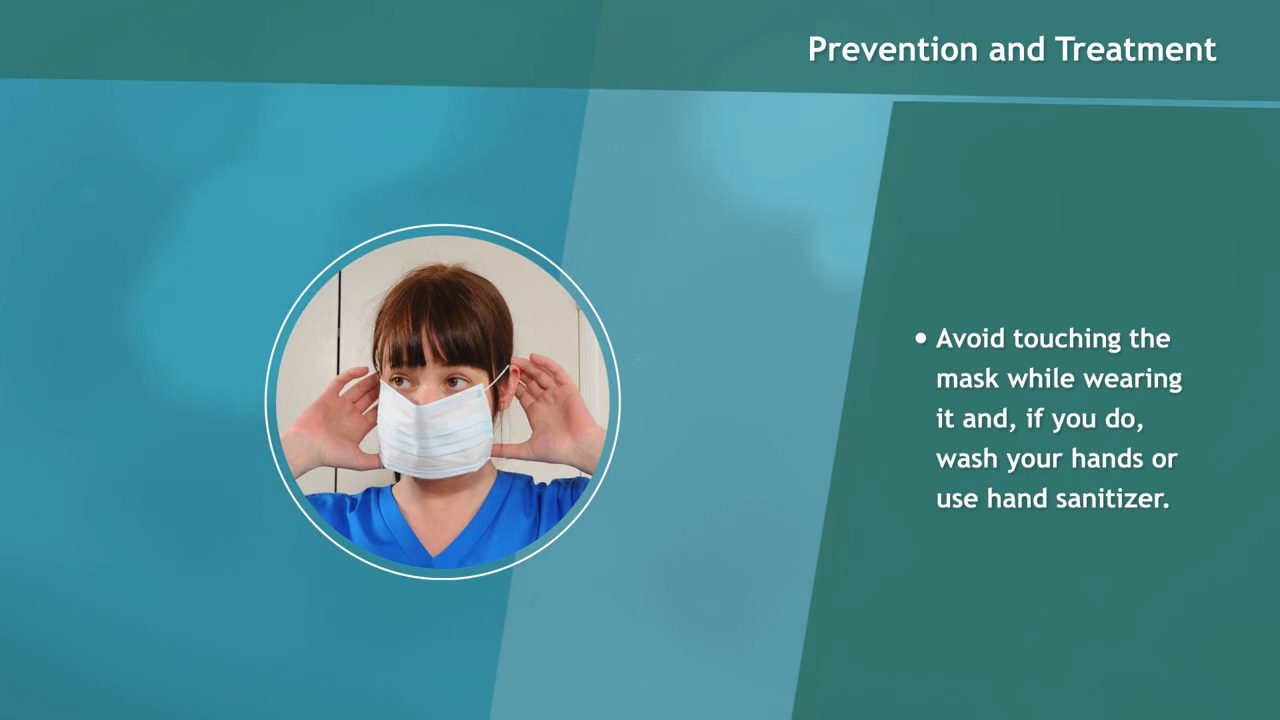 Prevention and Treatment
• Avoid touching the
mask while wearing
it and, if you do,
wash your hands or
use hand sanitizer.